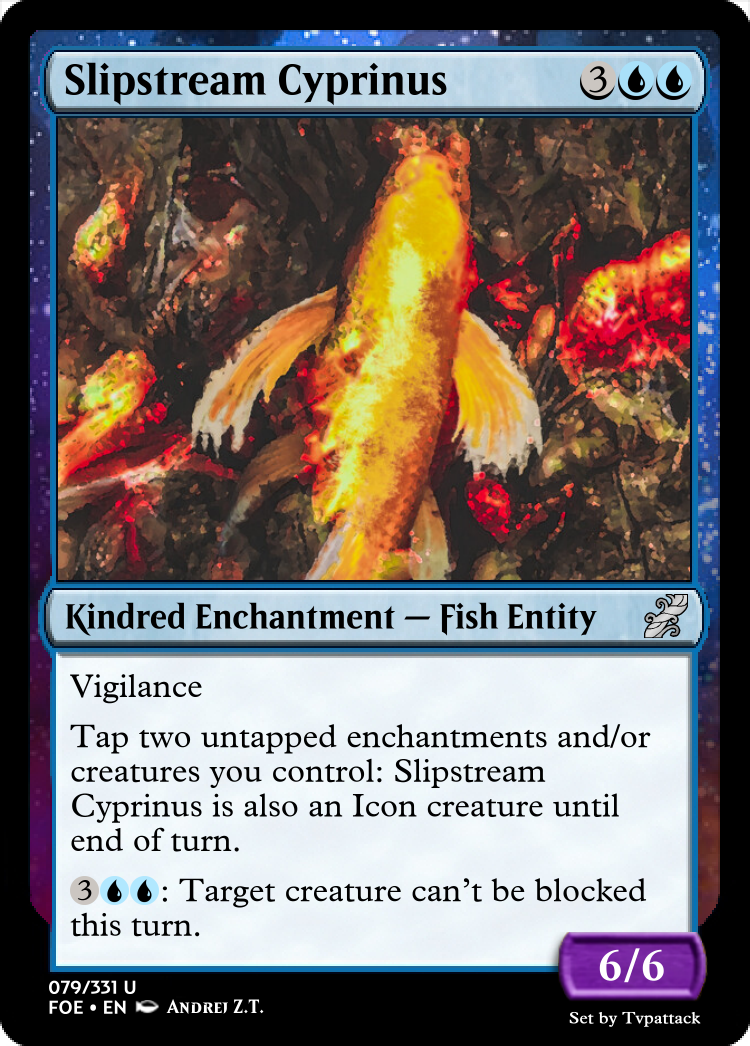 Slipstream Cyprinus 3
Kindred Enchantment — Fish Entity
Vigilance
Tap two untapped enchantments and/or
creatures you control: Slipstream
Cyprinus is also an Icon creature until
end of turn.
3: Target creature can't be blocked
this turn.
6/6
079/331 U
FOE • EN Andrej Z.T.
Set by Tvpattack